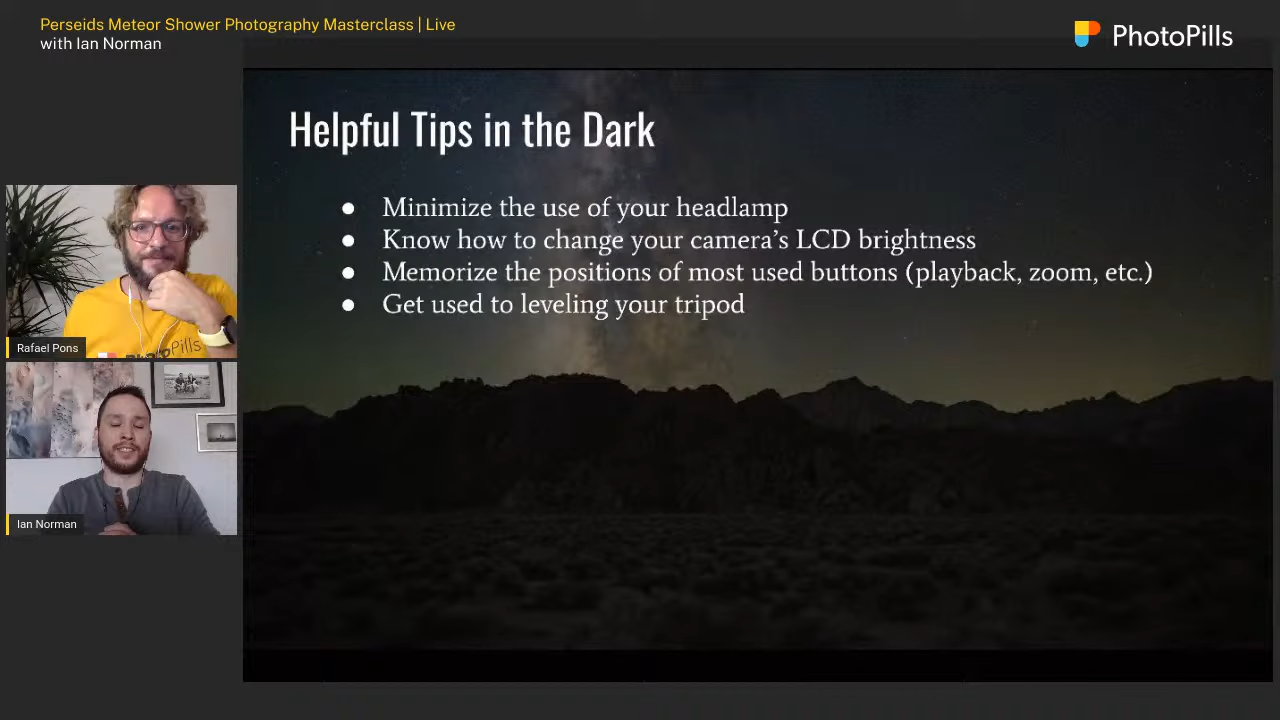 Perseids Meteor Shower Photography Masterclass | Live
with Ian Norman
PhotoPills
Helpful Tips in the Dark
● Minimize the use of your headlamp
● Know how to change your camera’s LCD brightness
● Memorize the positions of most used buttons (playback, zoom, etc.)
● Get used to leveling your tripod
PhotoPills
Rafael Pons
Ian Norman